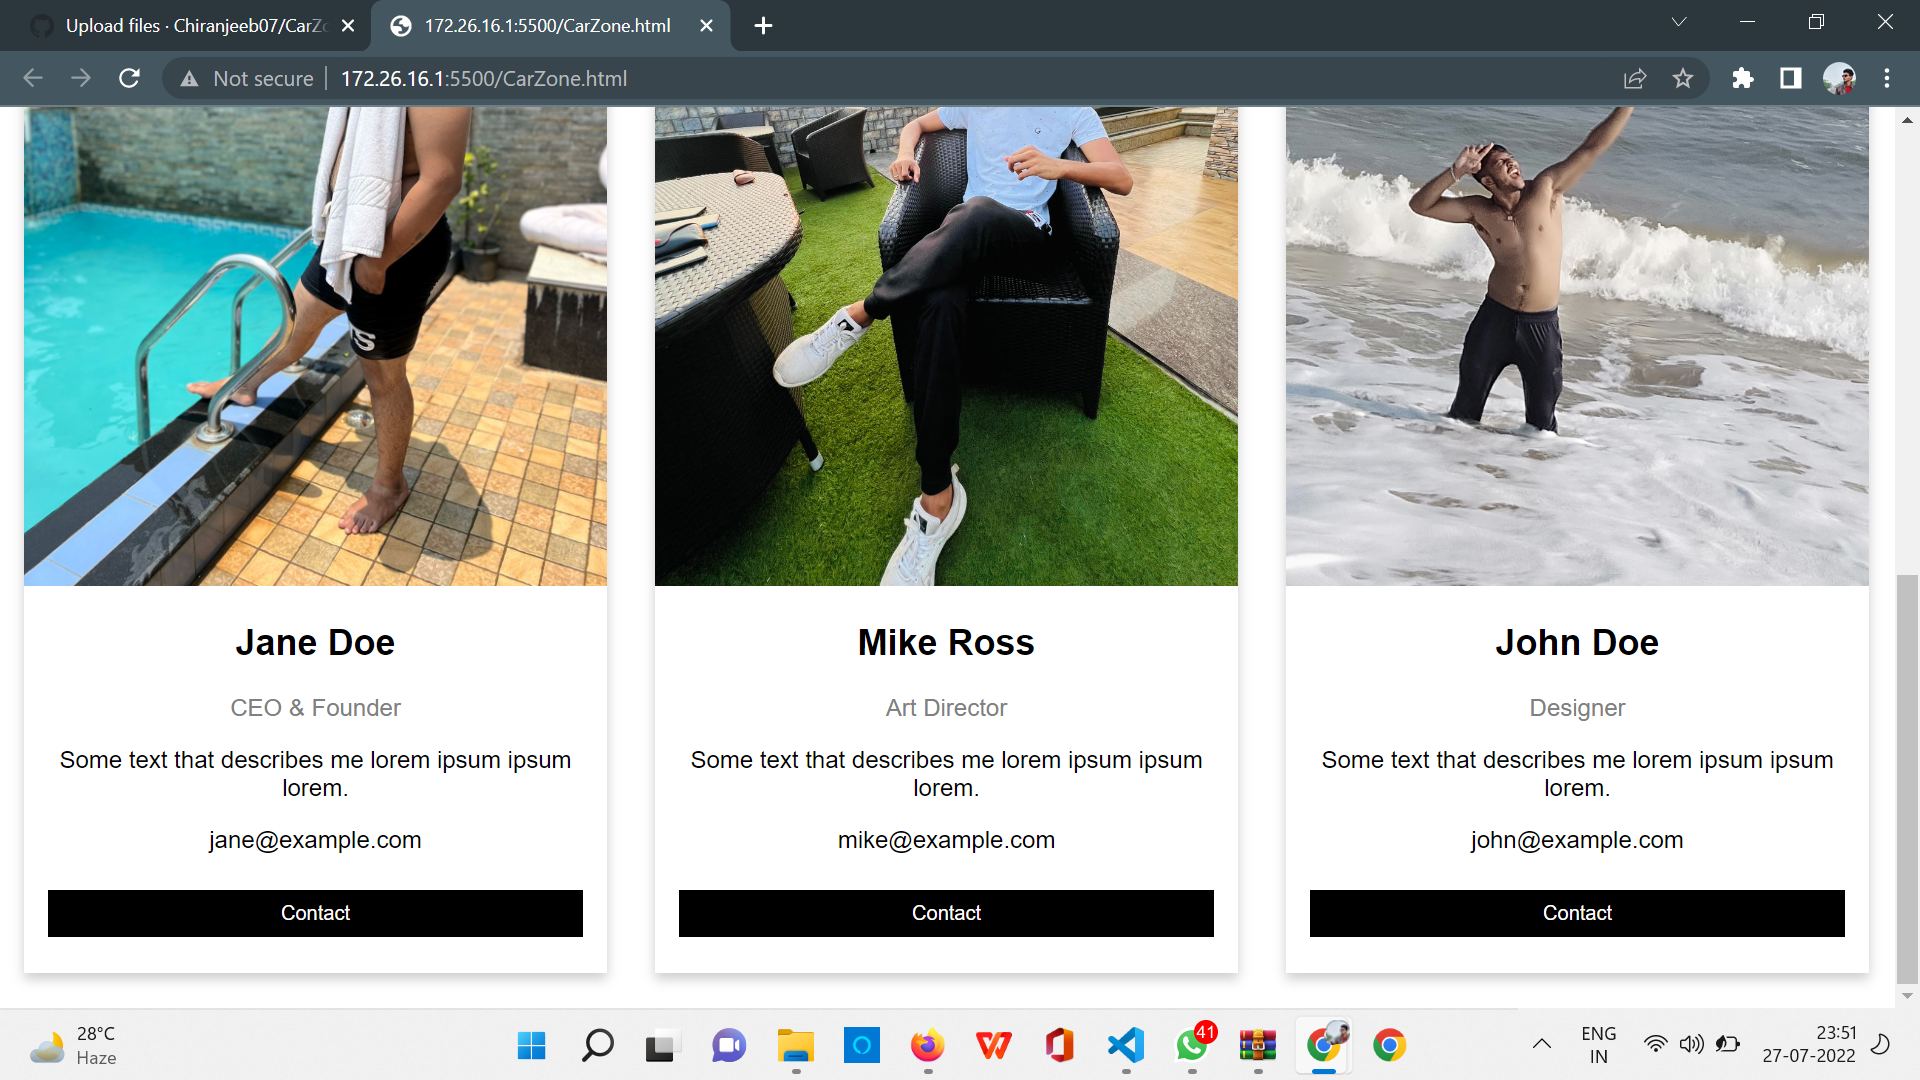 Upload files · Chiranjeeb07/CarZo
172.26.16.1:5500/CarZone.html
Not secure
172.26.16.1:5500/CarZone.html
Jane Doe
CEO & Founder
Some text that describes me lorem ipsum ipsum
lorem.
jane@example.com
Contact
Mike Ross
Art Director
Some text that describes me lorem ipsum ipsum
lorem.
mike@example.com
Contact
John Doe
Designer
Some text that describes me lorem ipsum ipsum
lorem.
john@example.com
Contact
28°C
Haze
41
ENG
IN
23:51
27-07-2022